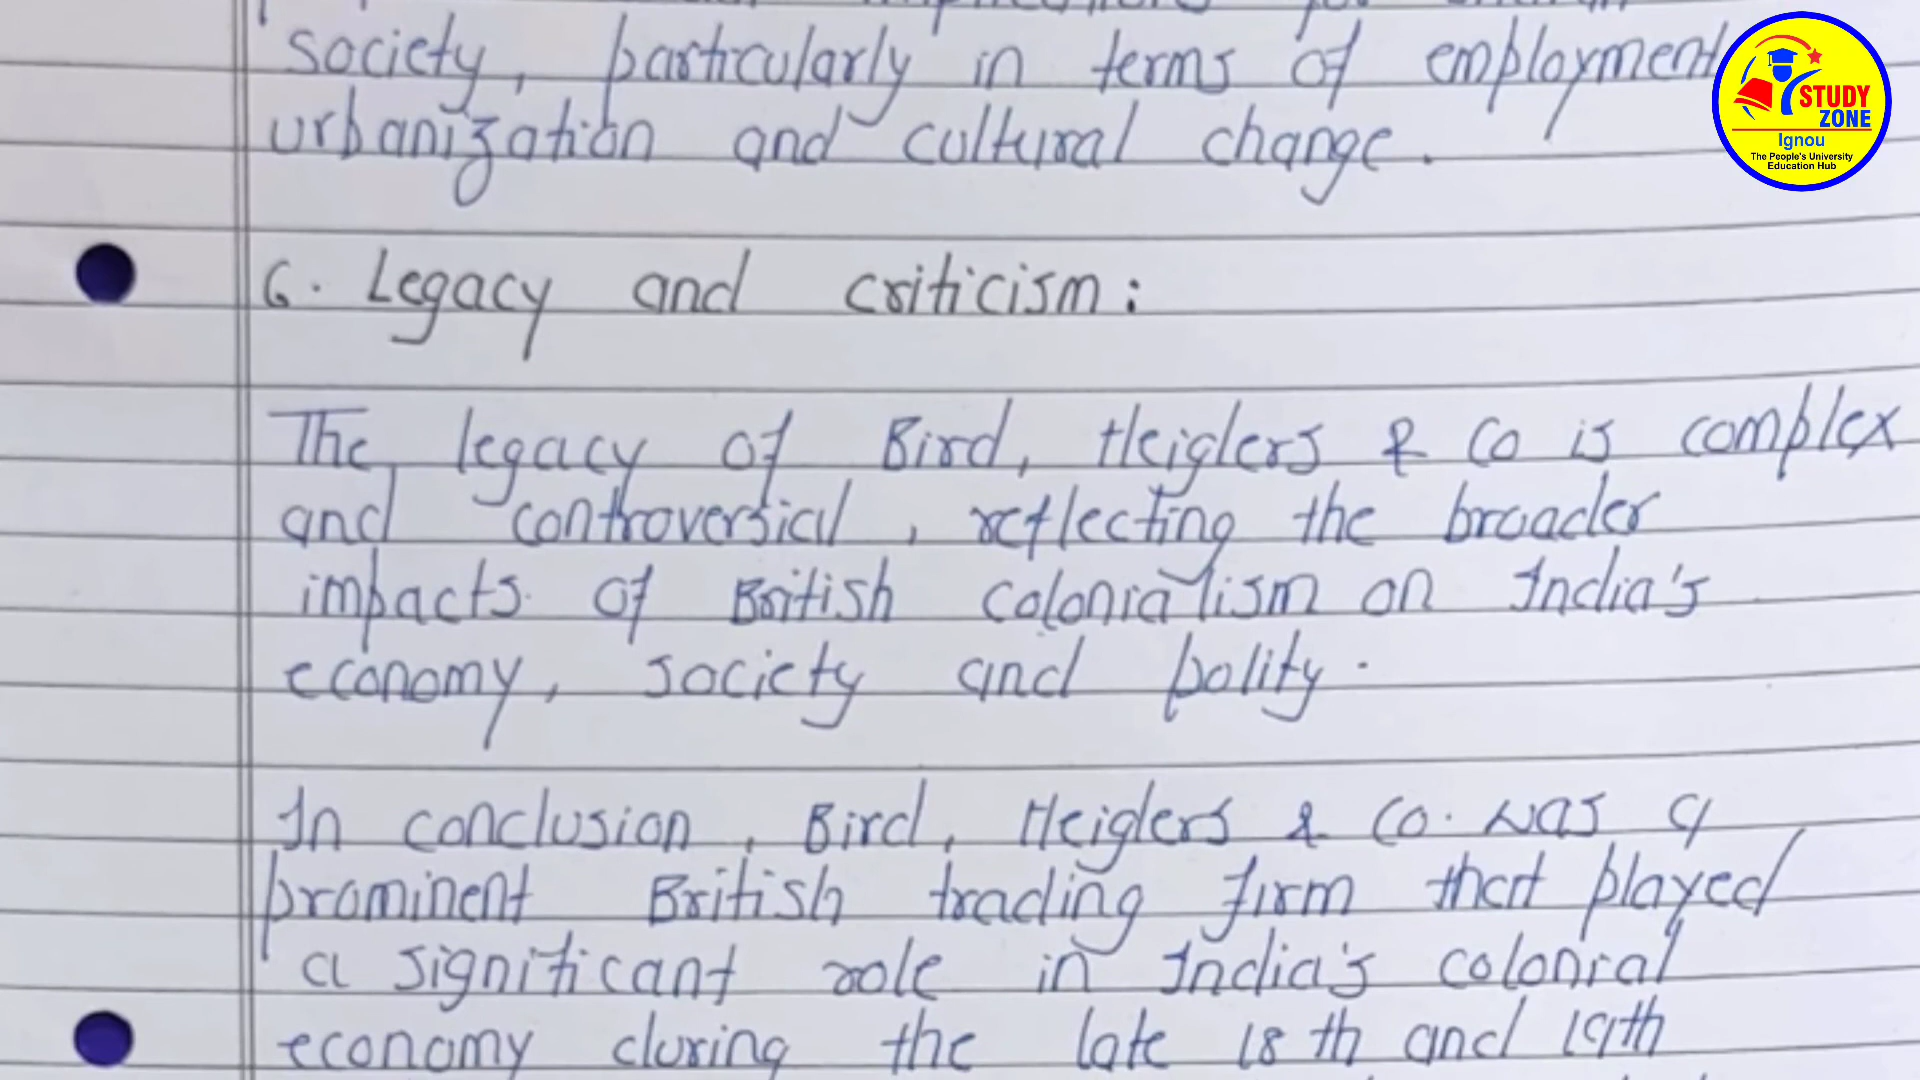 society, particularly in terms of employment
urbanization and cultural change.
6. Legacy and criticism:
The legacy of Bird, Heiglers & Co is complex
and controversial, reflecting the broader
impacts of British colonialism on India's
economy, society and polity.
In conclusion, Bird, Heiglers & Co. was a
prominent British trading firm that played
a significant role in India's colonial
economy during the late 18th and 19th
STUDY
ZONE
Ignou
The People's University
Education Hub